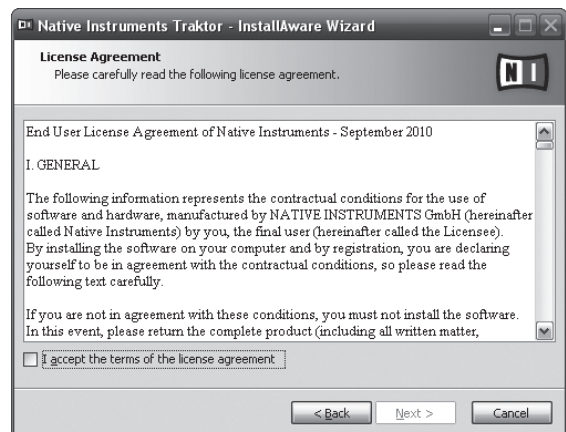 Native Instruments Traktor - InstallAware Wizard
License Agreement
Please carefully read the following license agreement.
NI
End User License Agreement of Native Instruments - September 2010
I. GENERAL
The following information represents the contractual conditions for the use of
software and hardware, manufactured by NATIVE INSTRUMENTS GmbH (hereinafter
called Native Instruments) by you, the final user (hereinafter called the Licensee).
By installing the software on your computer and by registration, you are declaring
yourself to be in agreement with the contractual conditions, so please read the
following text carefully.
If you are not in agreement with these conditions, you must not install the software.
In this event, please return the complete product (including all written matter,
I accept the terms of the license agreement
< Back Next > Cancel